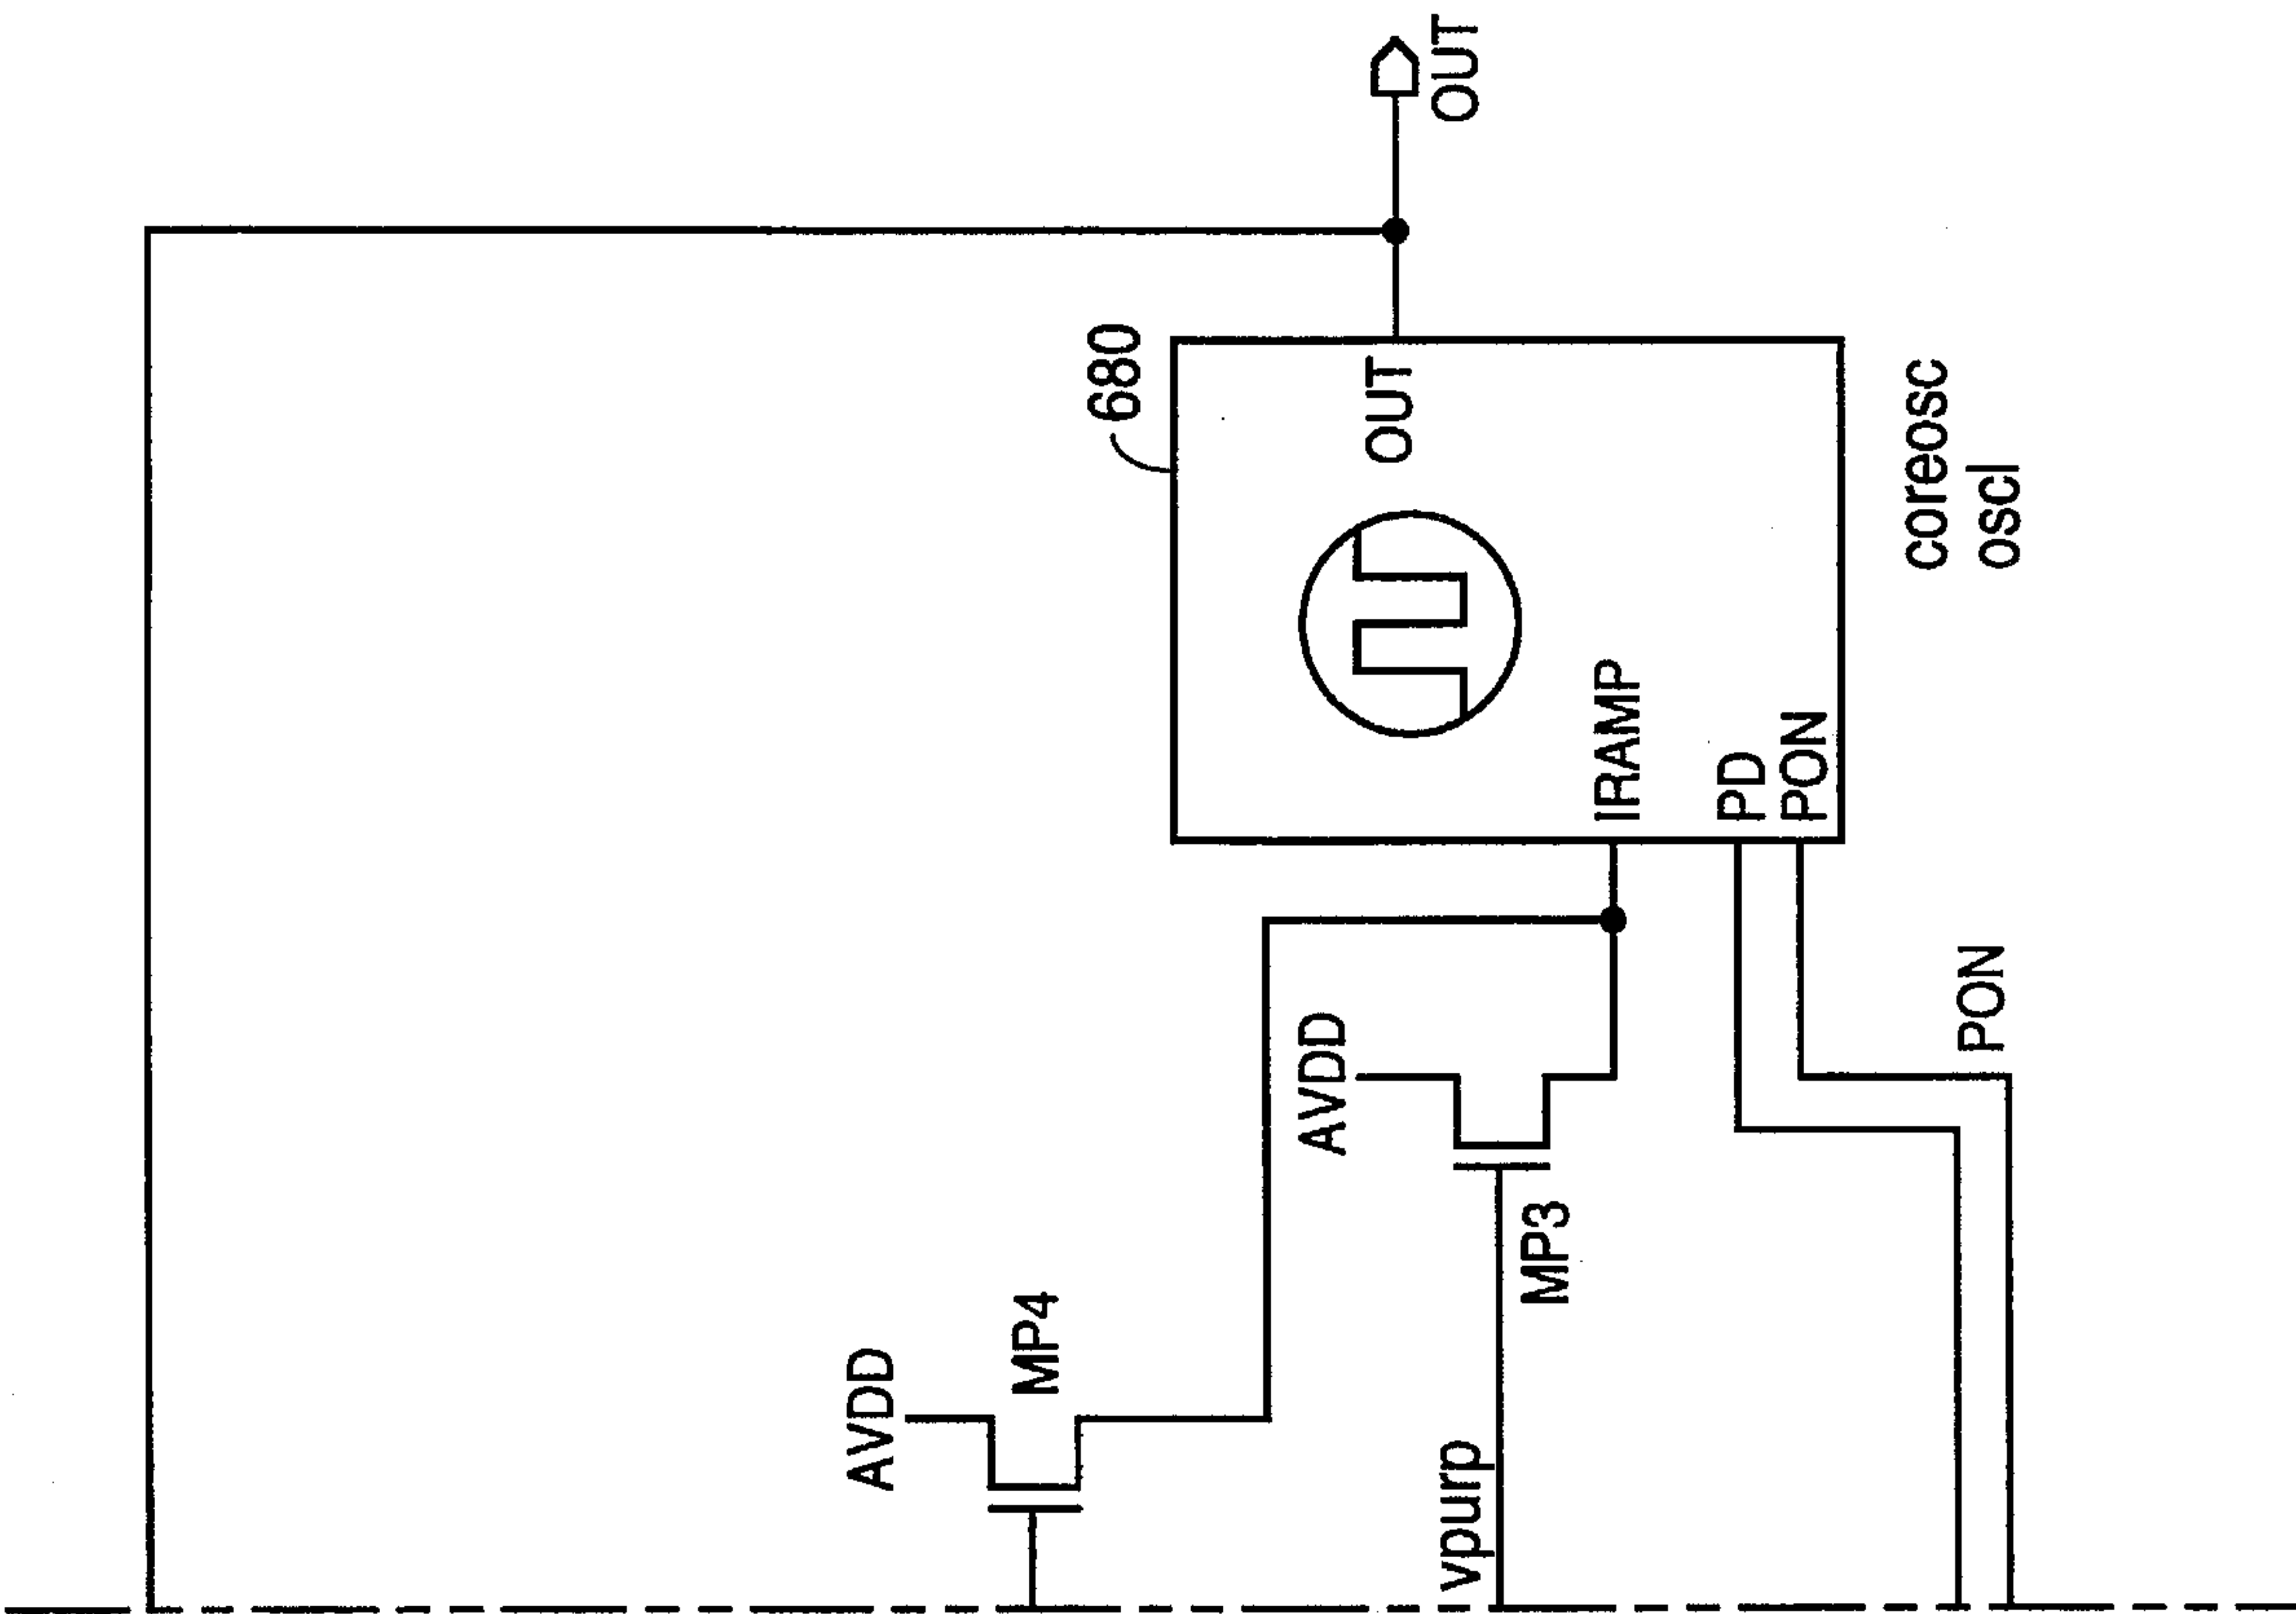 OUT
680
OUT
IRAMP
PD
PON
coreosc
oscl
AVDD
MP4
AVDD
MP3
vpurp
PON